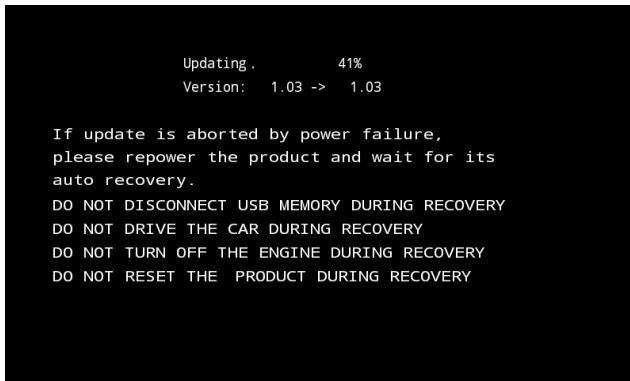 Updating. 41%
Version: 1.03 -> 1.03
If update is aborted by power failure,
please repower the product and wait for its
auto recovery.
DO NOT DISCONNECT USB MEMORY DURING RECOVERY
DO NOT DRIVE THE CAR DURING RECOVERY
DO NOT TURN OFF THE ENGINE DURING RECOVERY
DO NOT RESET THE PRODUCT DURING RECOVERY